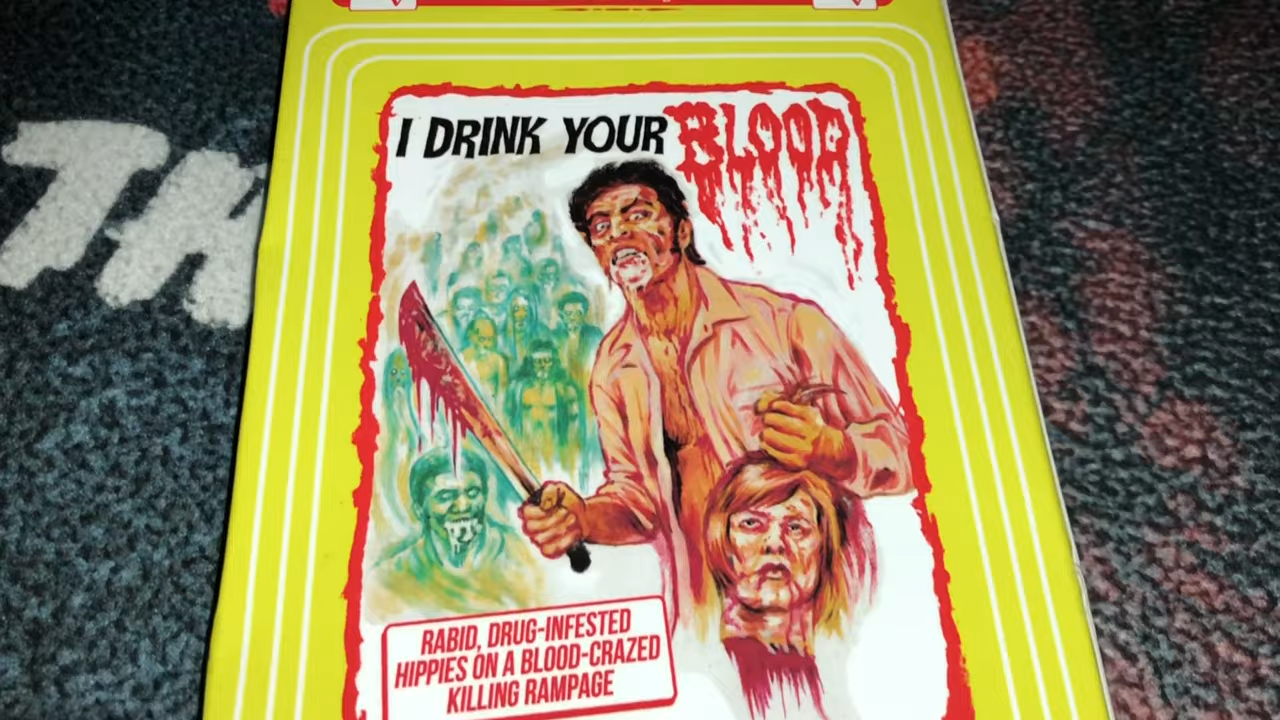 I DRINK YOUR BLOOD
RABID, DRUG-INFESTED
HIPPIES ON A BLOOD-CRAZED
KILLING RAMPAGE